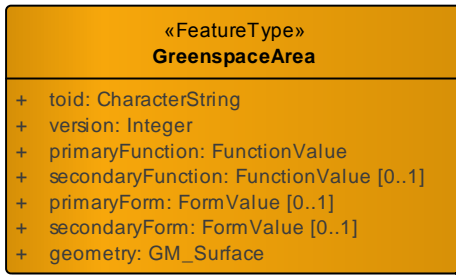 «FeatureType»
GreenspaceArea
+ toid: CharacterString
+ version: Integer
+ primaryFunction: FunctionValue
+ secondaryFunction: FunctionValue [0..1]
+ primaryForm: FormValue [0..1]
+ secondaryForm: FormValue [0..1]
+ geometry: GM_Surface